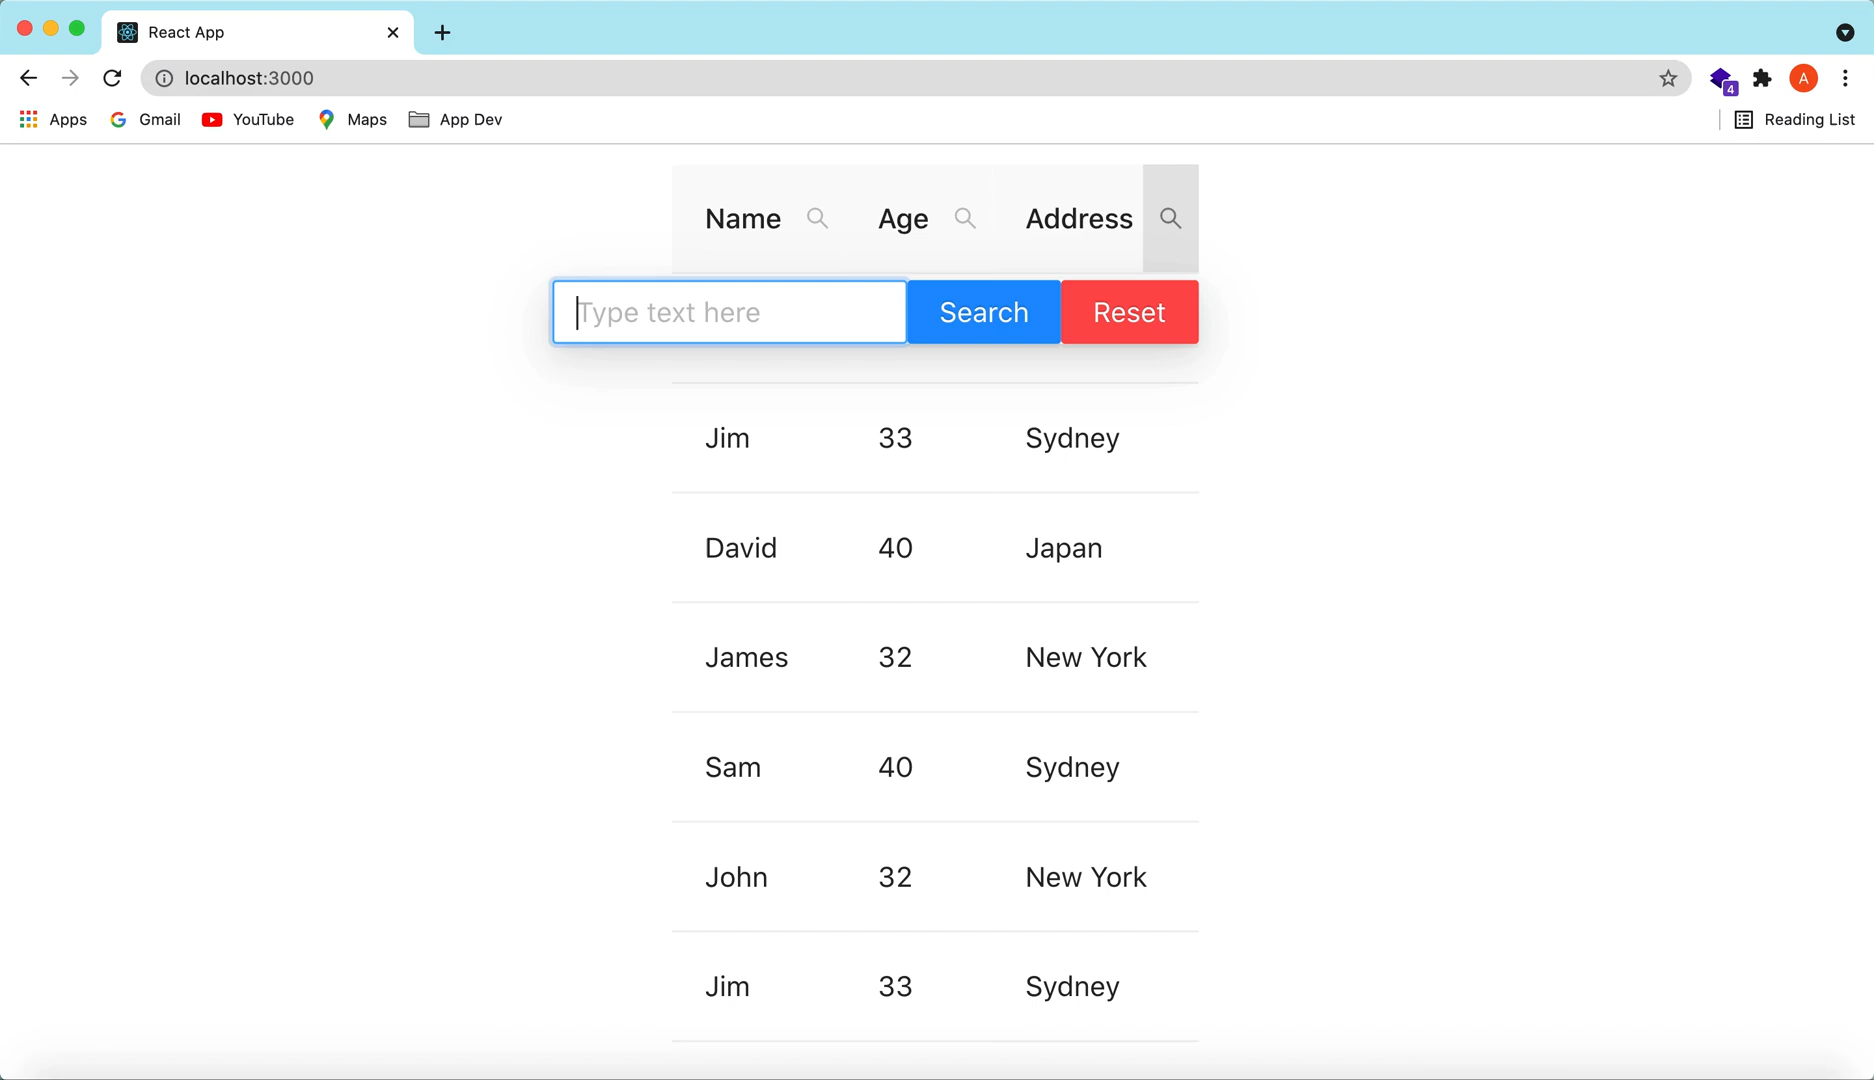 React App
localhost:3000
4
A
Apps Gmail YouTube Maps App Dev Reading List
Name Age Address
Type text here Search Reset
Jim 33 Sydney
David 40 Japan
James 32 New York
Sam 40 Sydney
John 32 New York
Jim 33 Sydney